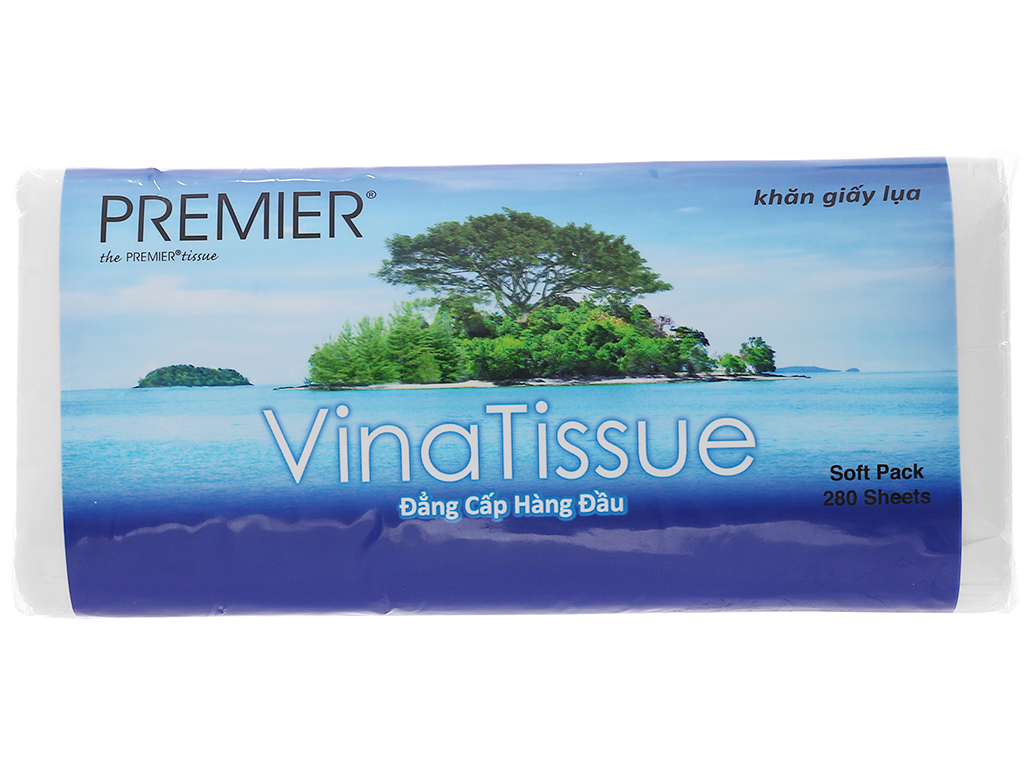 PREMIER®
the PREMIER® tissue
khăn giấy lụa
VinaTissue
Đẳng Cấp Hàng Đầu
Soft Pack
280 Sheets